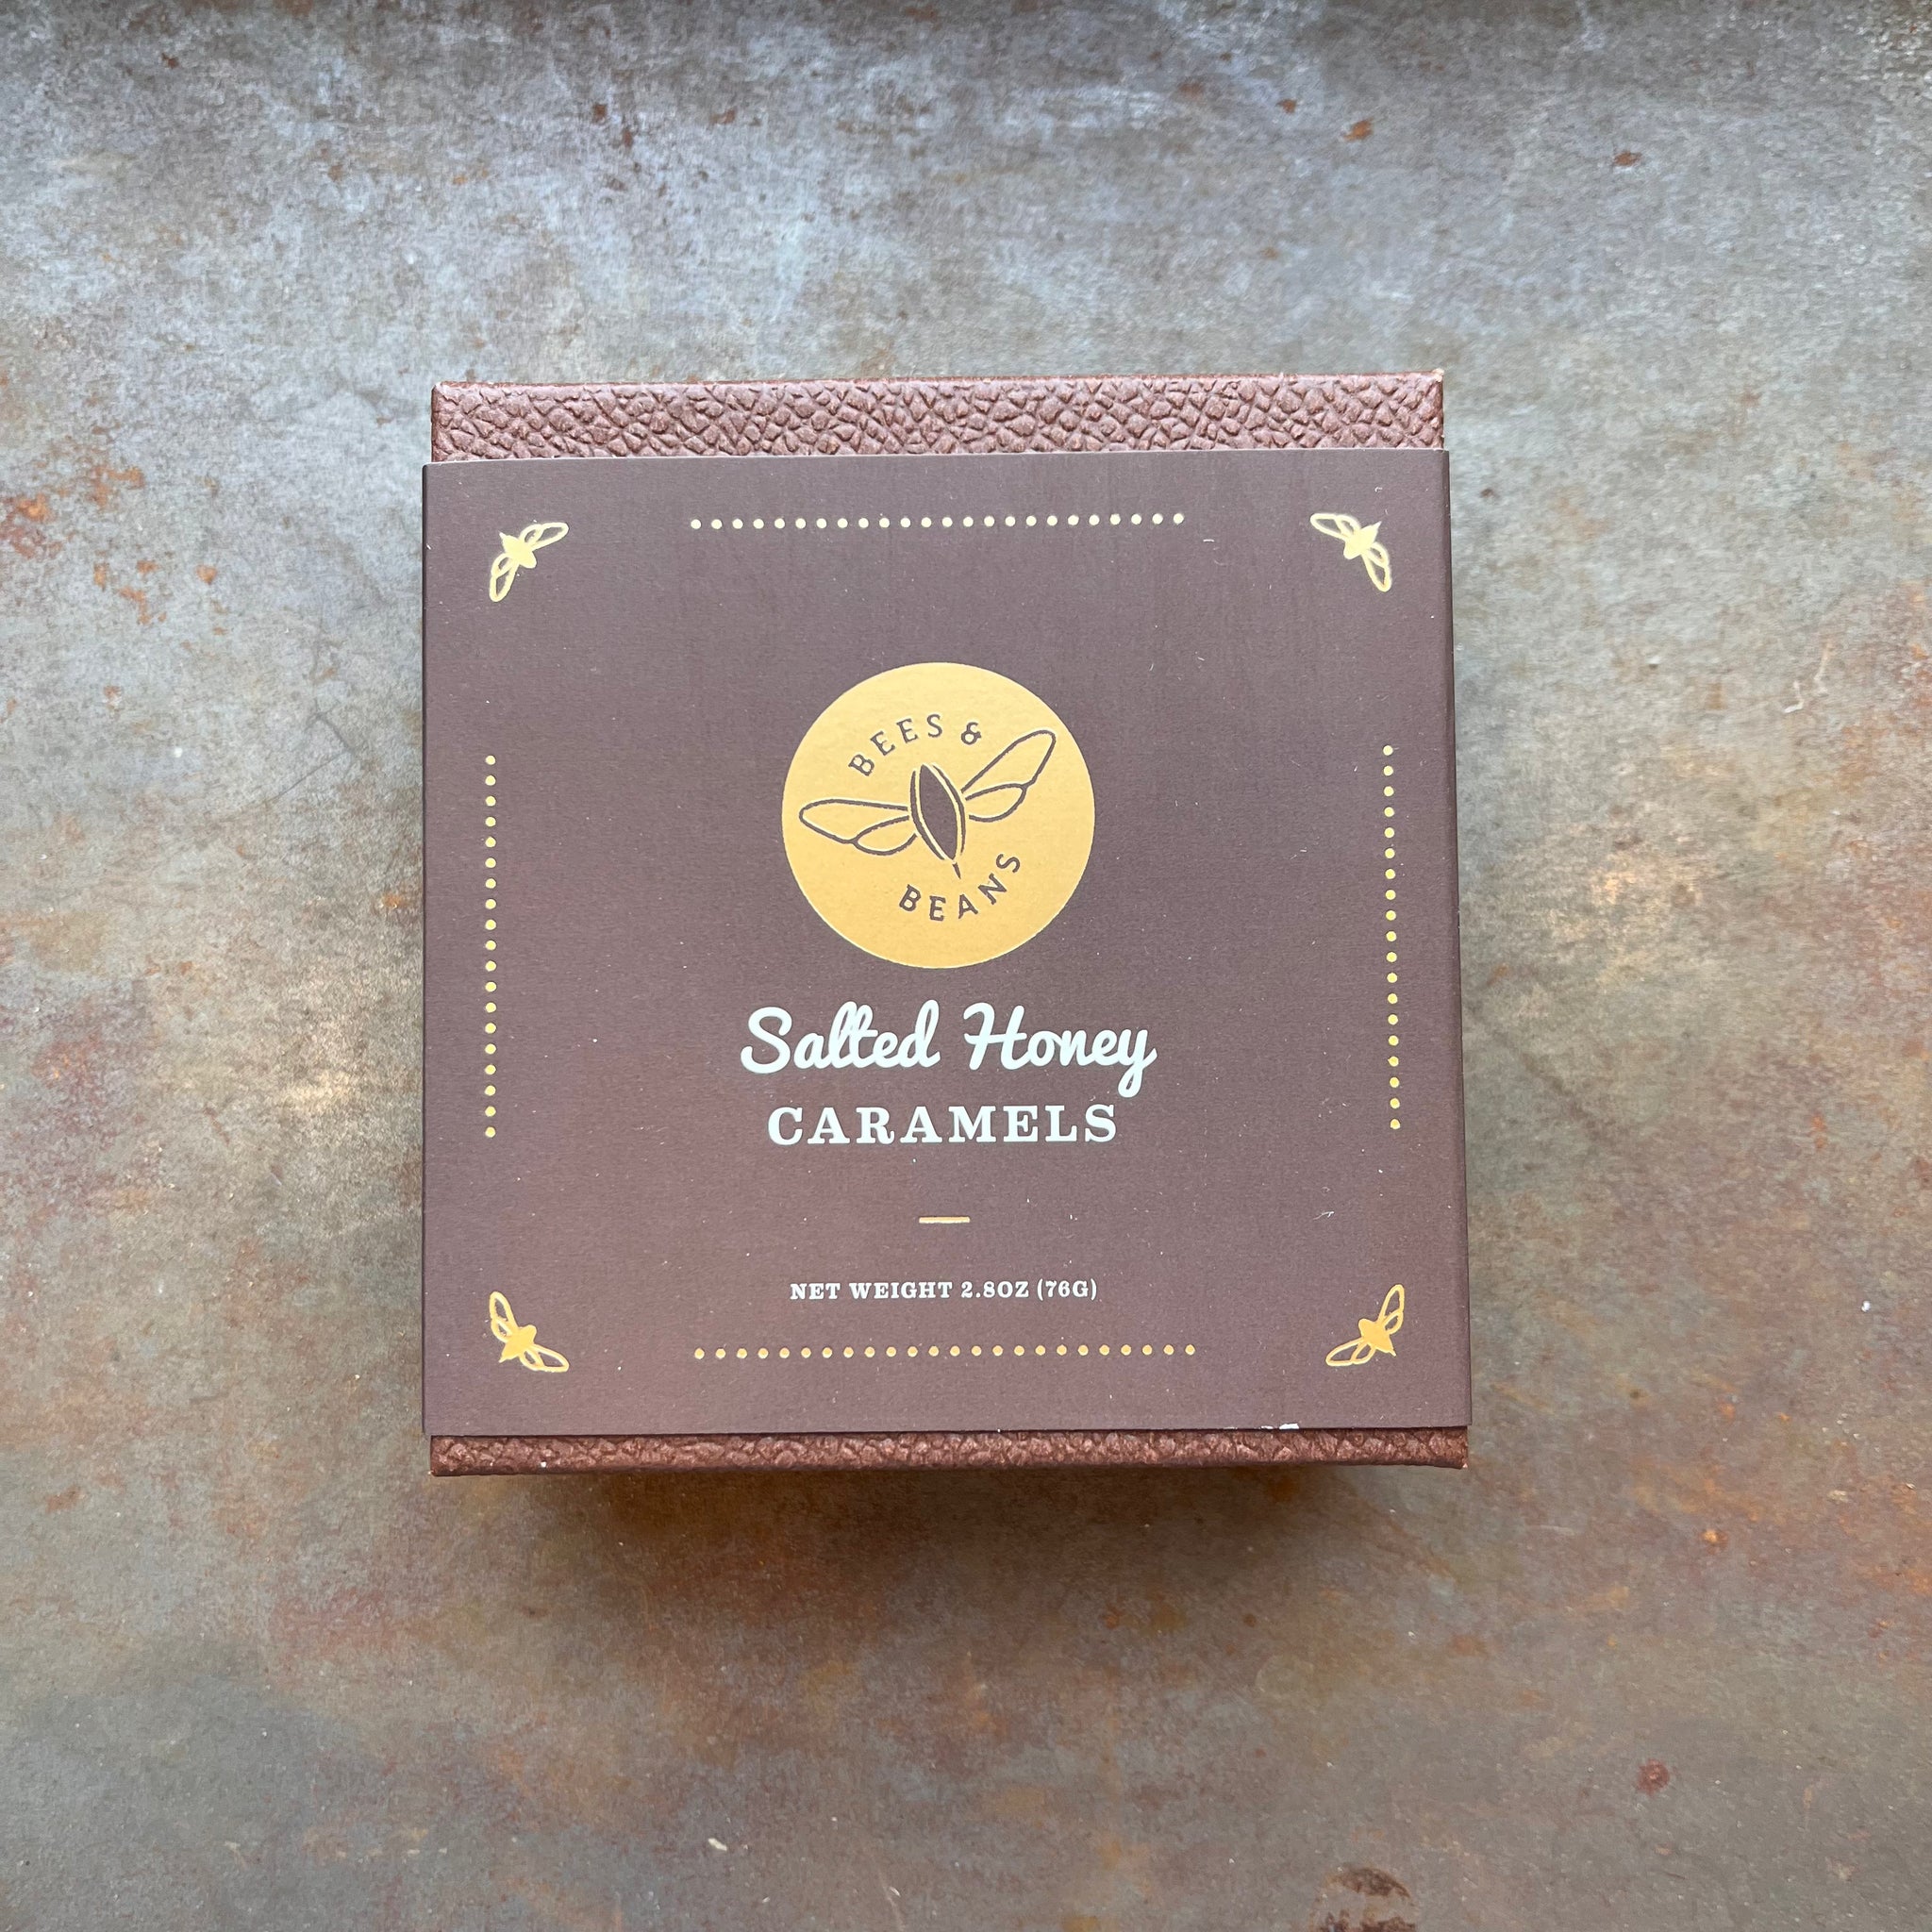 BEES &
BEANS
Salted Honey
CARAMELS
NET WEIGHT 2.8OZ (76G)